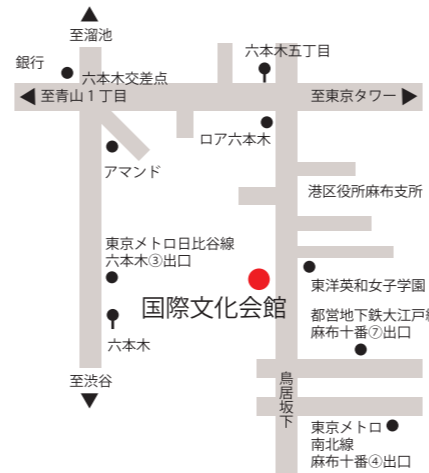 ▲
至溜池
銀行
六本木交差点
六本木五丁目
◀至青山1丁目
至東京タワー▶
ロア六本木
アマンド
港区役所麻布支所
東京メトロ日比谷線
六本木③出口
国際文化会館
東洋英和女子学園
六本木
都営地下鉄大江戸線
麻布十番⑦出口
至渋谷
▼
鳥居坂下
東京メトロ
南北線
麻布十番④出口